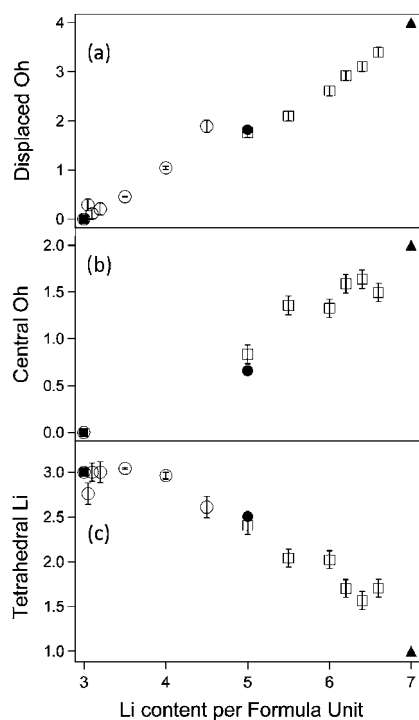 4
3
2
1
0
Displaced Oh
(a)
2.0
1.5
1.0
0.5
0.0
Central Oh
(b)
3.0
2.5
2.0
1.5
1.0
Tetrahedral Li
(c)
3 4 5 6 7
Li content per Formula Unit